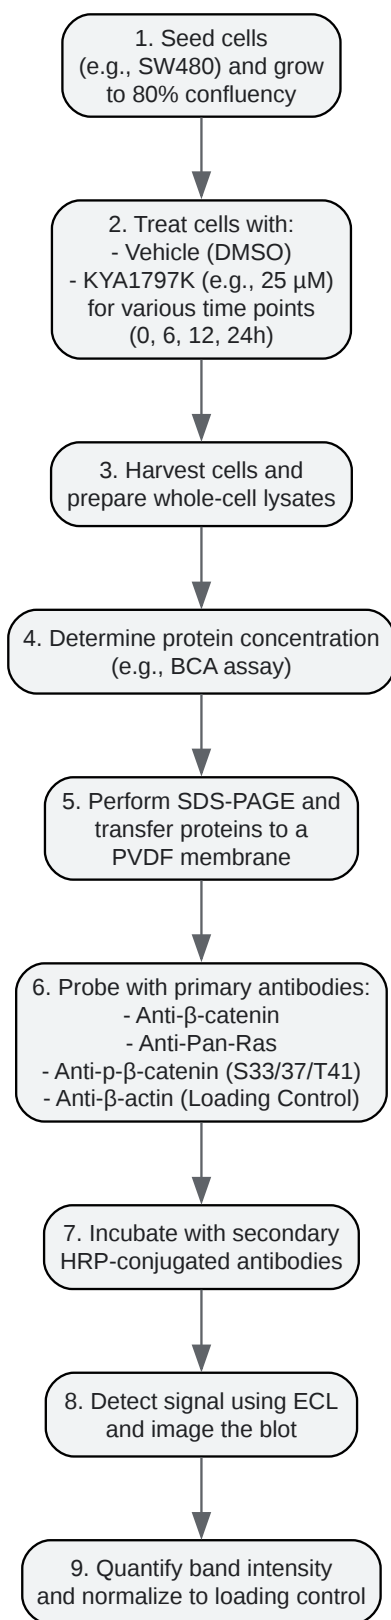 1. Seed cells
(e.g., SW480) and grow
to 80% confluency
2. Treat cells with:
- Vehicle (DMSO)
- KYA1797K (e.g., 25 µM)
for various time points
(0, 6, 12, 24h)
3. Harvest cells and
prepare whole-cell lysates
4. Determine protein concentration
(e.g., BCA assay)
5. Perform SDS-PAGE and
transfer proteins to a
PVDF membrane
6. Probe with primary antibodies:
- Anti-β-catenin
- Anti-Pan-Ras
- Anti-p-β-catenin (S33/37/T41)
- Anti-β-actin (Loading Control)
7. Incubate with secondary
HRP-conjugated antibodies
8. Detect signal using ECL
and image the blot
9. Quantify band intensity
and normalize to loading control